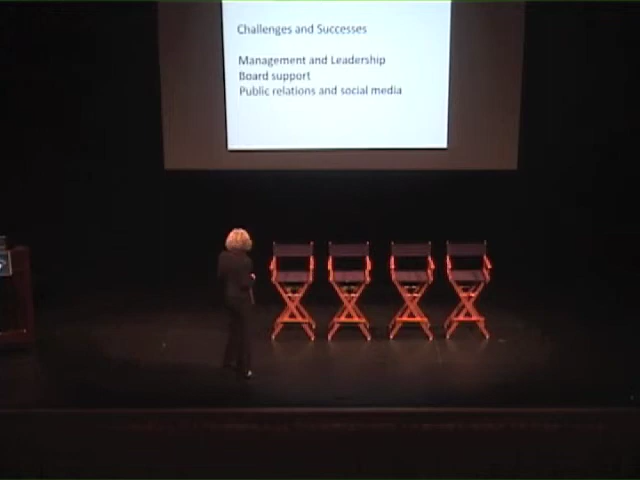 Challenges and Successes
Management and Leadership
Board support
Public relations and social media